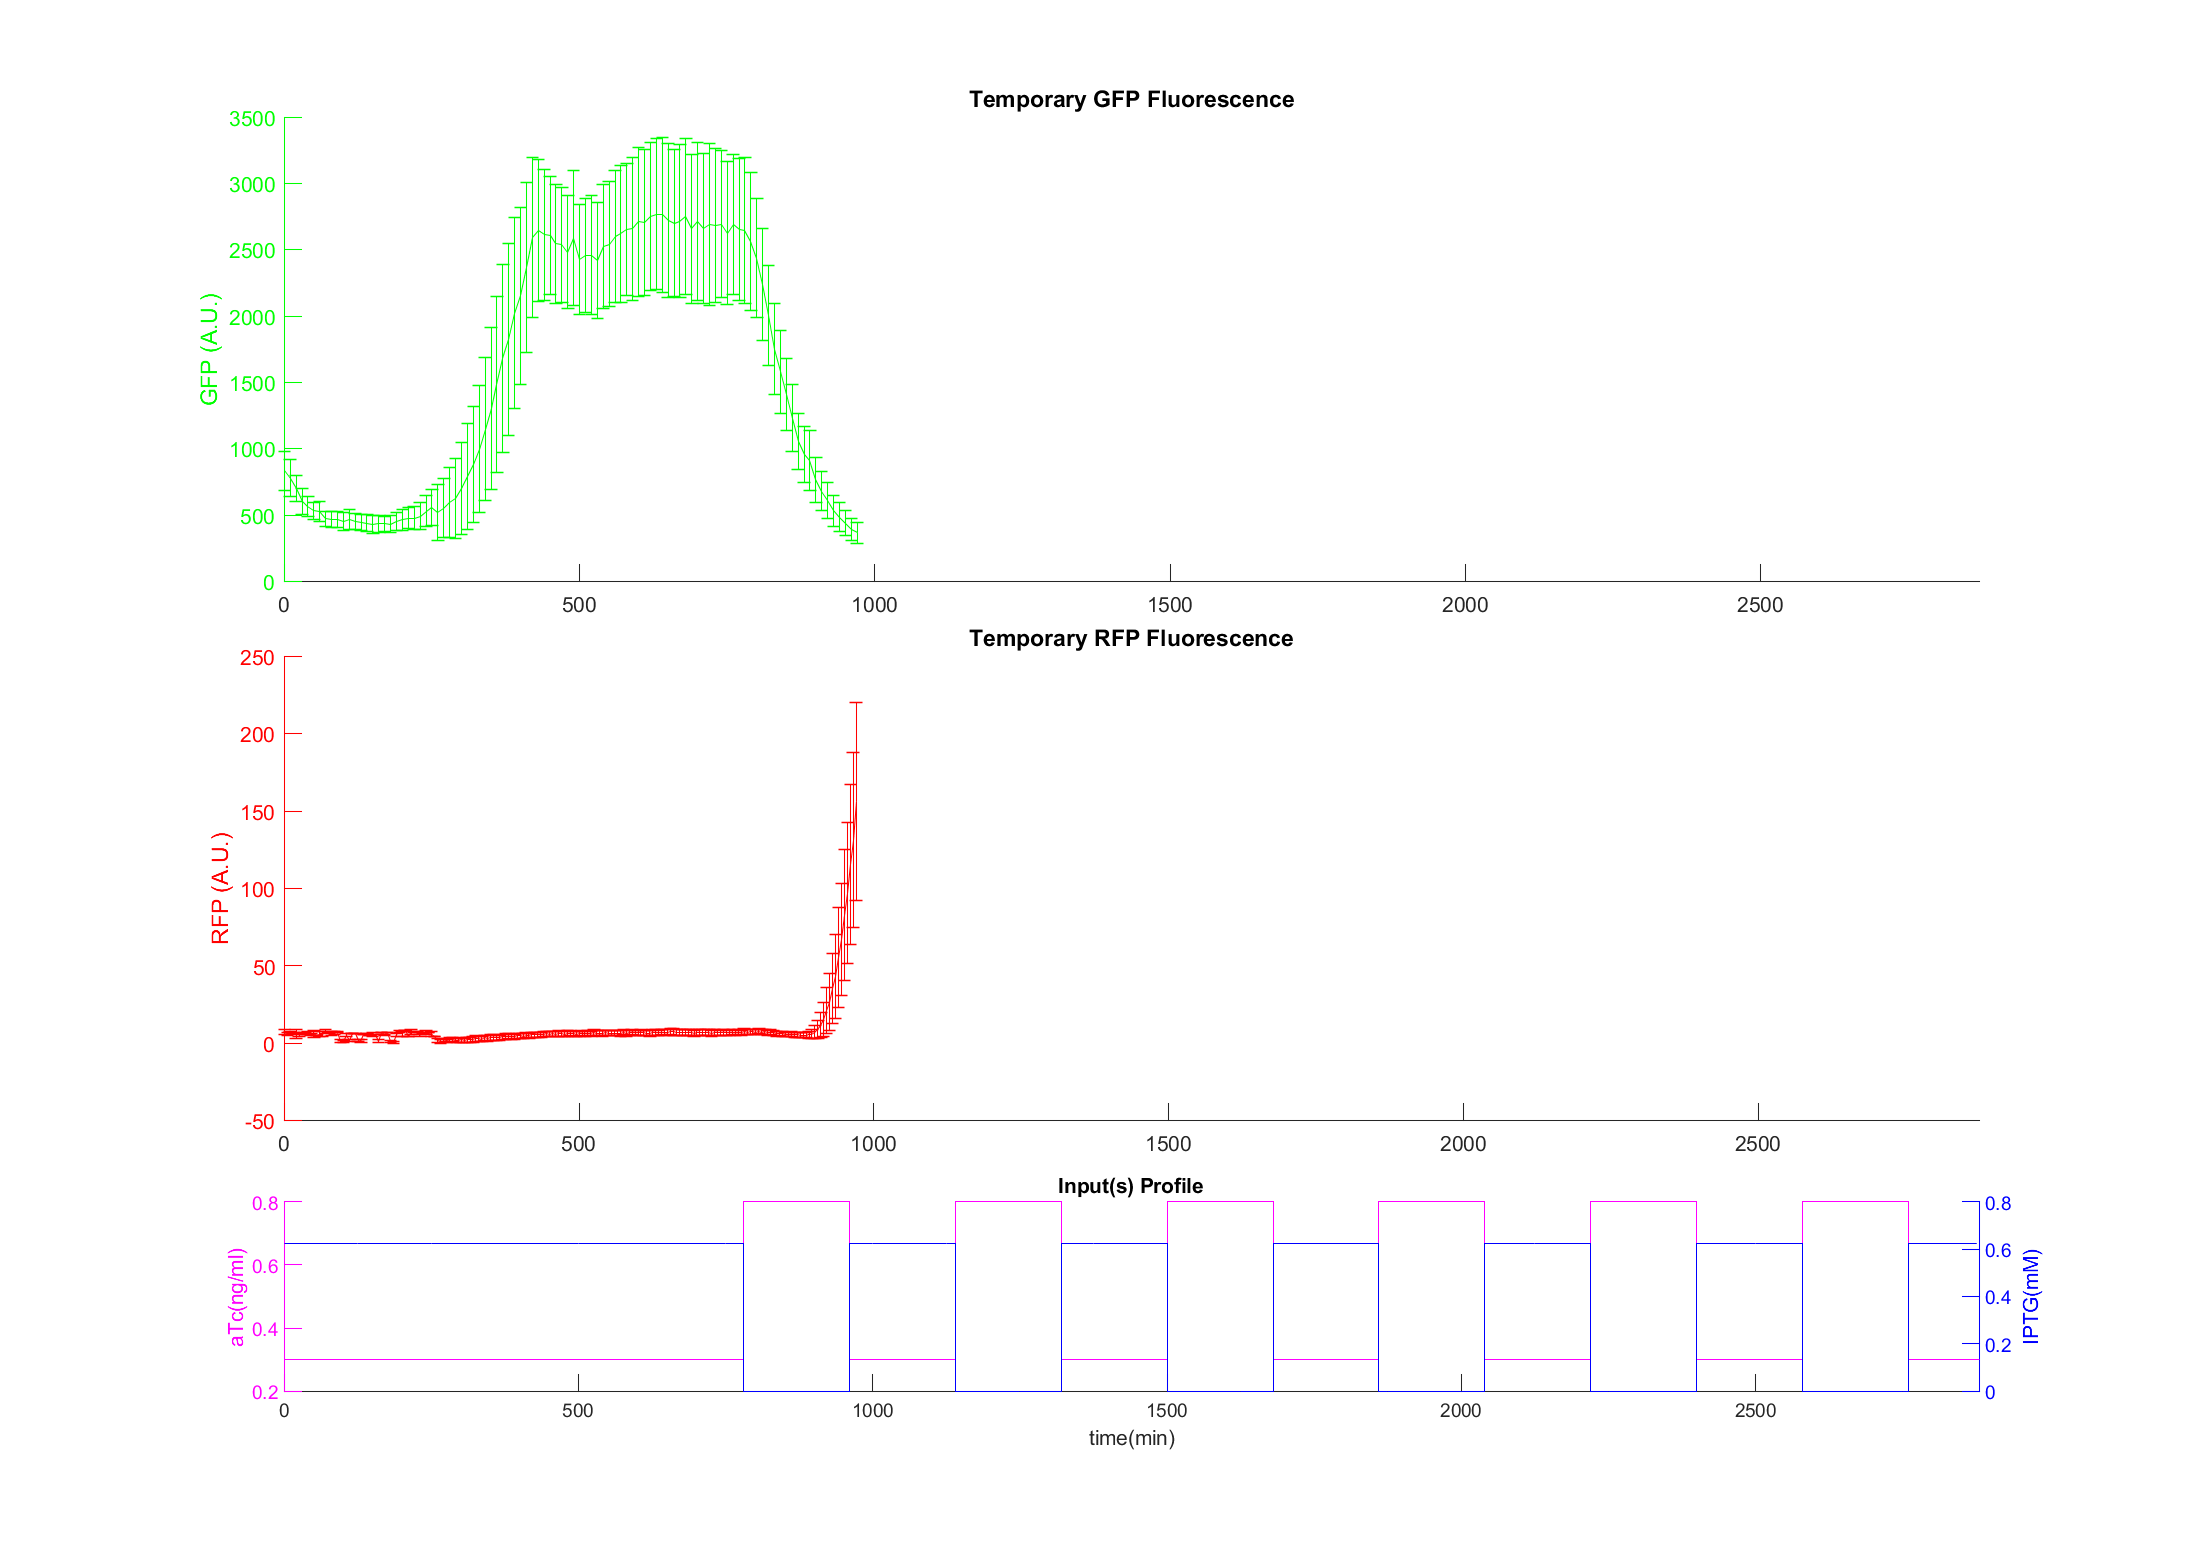 Temporary GFP Fluorescence
3500
3000
2500
2000
1500
1000
500
0
GFP (A.U.)
0 500 1000 1500 2000 2500
Temporary RFP Fluorescence
250
200
150
100
50
0
-50
RFP (A.U.)
0 500 1000 1500 2000 2500
Input(s) Profile
0.8
0.6
0.4
0.2
aTc(ng/ml)
0.8
0.6
0.4
0.2
0
IPTG(mM)
0 500 1000 1500 2000 2500
time(min)